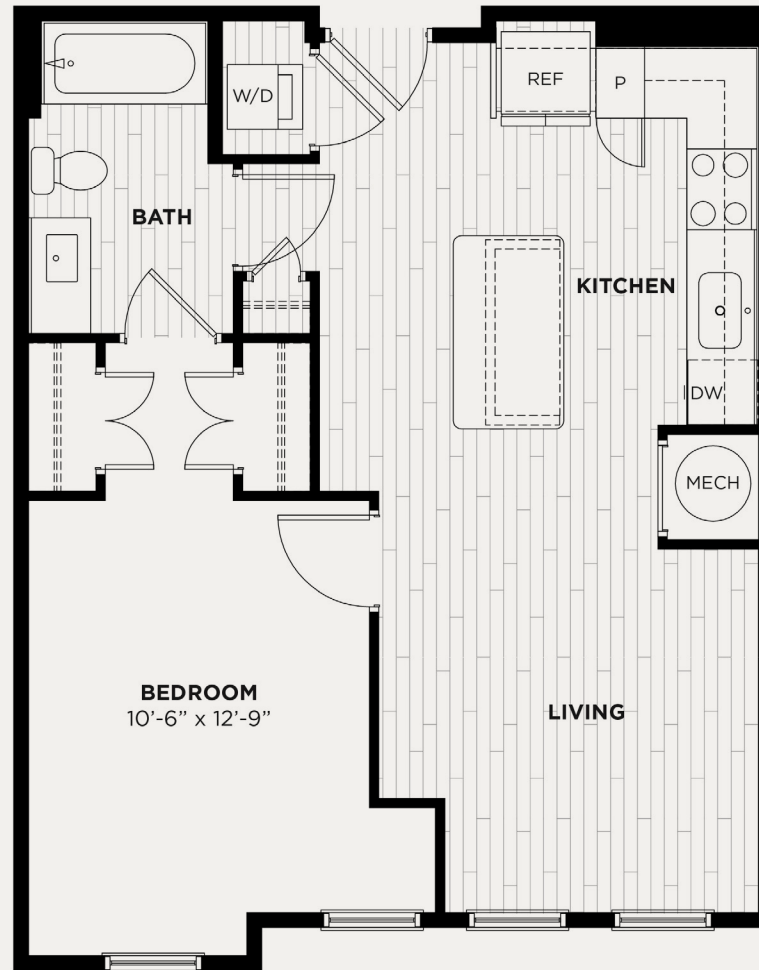 REF
P
W/D
BATH
KITCHEN
DW
MECH
BEDROOM
10’-6” x 12’-9”
LIVING